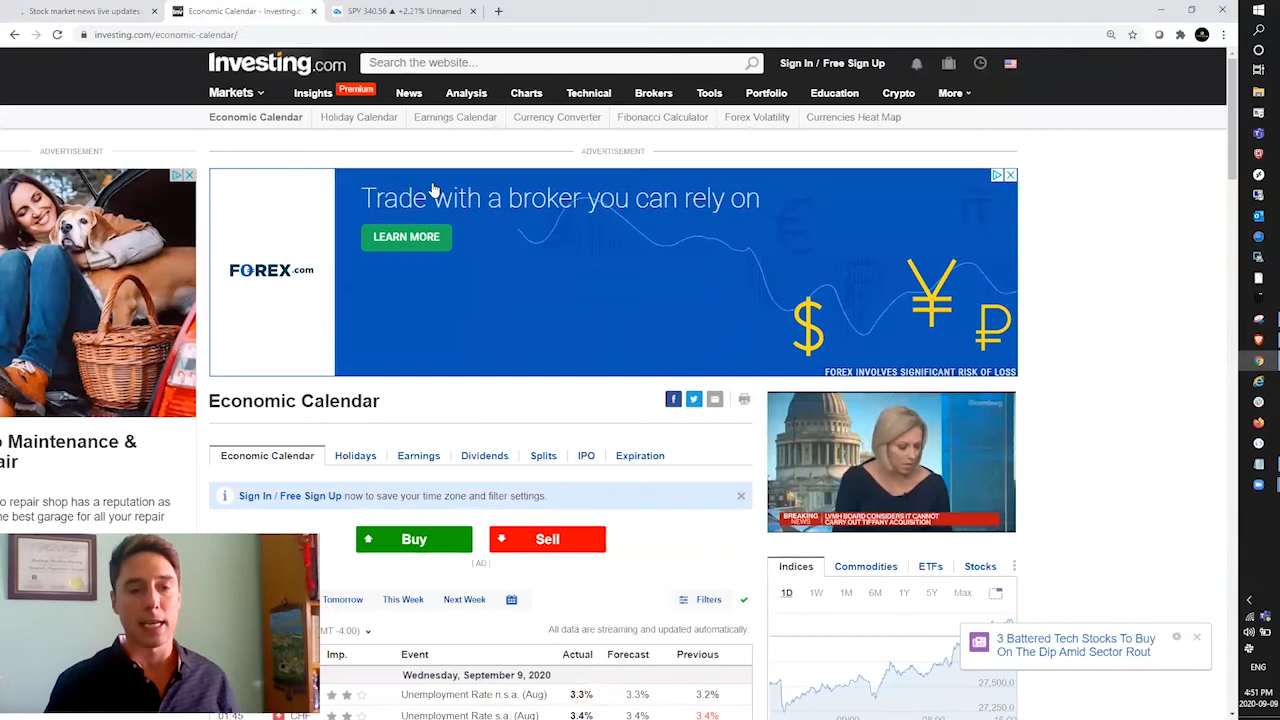 Stock market news live updates:
Economic Calendar - Investing.c
SPY 340.56 ▲ +2.21% Unnamed
investing.com/economic-calendar/
Investing.com
Search the website...
Sign In / Free Sign Up
Markets
Insights
Premium
News
Analysis
Charts
Technical
Brokers
Tools
Portfolio
Education
Crypto
More
Economic Calendar
Holiday Calendar
Earnings Calendar
Currency Converter
Fibonacci Calculator
Forex Volatility
Currencies Heat Map
ADVERTISEMENT
ADVERTISEMENT
Trade with a broker you can rely on
LEARN MORE
FOREX.com
$ ¥ ₽
FOREX INVOLVES SIGNIFICANT RISK OF LOSS
Maintenance &
air
o repair shop has a reputation as
he best garage for all your repair
Economic Calendar
Economic Calendar
Holidays
Earnings
Dividends
Splits
IPO
Expiration
Sign In / Free Sign Up now to save your time zone and filter settings.
Buy
Sell
| AD |
Tomorrow
This Week
Next Week
Filters
MT -4:00)
All data are streaming and updated automatically.
Imp.
Event
Actual
Forecast
Previous
Wednesday, September 9, 2020
Unemployment Rate n.s.a. (Aug)
3.3%
3.3%
3.2%
01:45
CHF
Unemployment Rate s.a. (Aug)
3.4%
3.4%
3.4%
Bloomberg
BREAKING NEWS
LVMH BOARD CONSIDERS IT CANNOT
CARRY OUT TIFFANY ACQUISITION
Indices
Commodities
ETFs
Stocks
1D
1W
1M
6M
1Y
5Y
Max
27,500.0
27,250.0
3 Battered Tech Stocks To Buy
On The Dip Amid Sector Rout
ENG
4:51 PM
2020-09-09